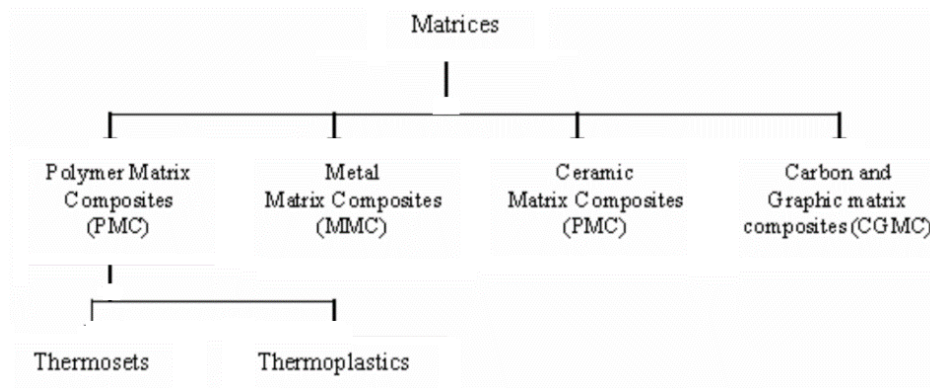 Matrices
Polymer Matrix
Composites
(PMC)
Metal
Matrix Composites
(MMC)
Ceramic
Matrix Composites
(PMC)
Carbon and
Graphic matrix
composites (CGMC)
Thermosets
Thermoplastics